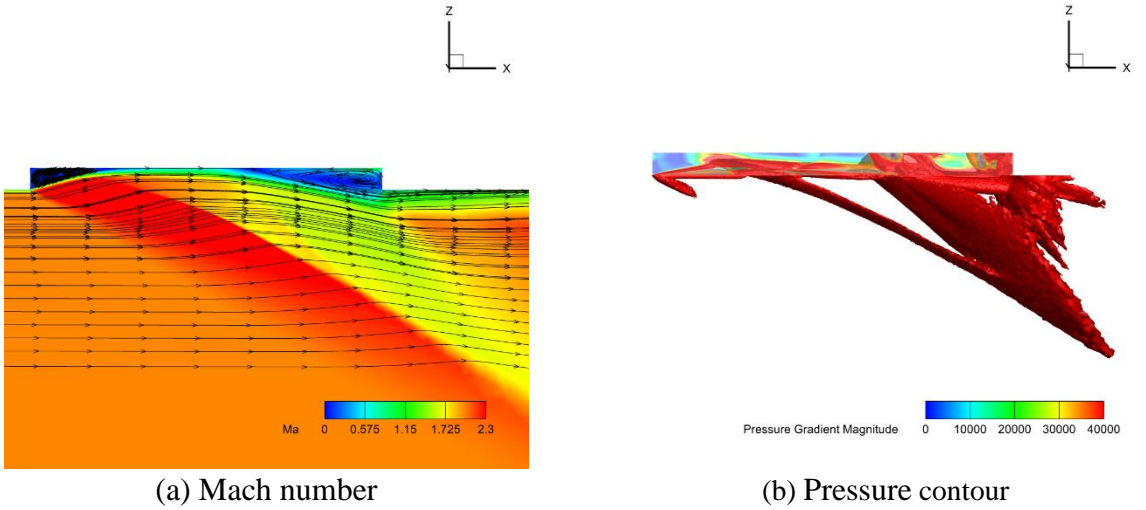 Z
X
Y
Z
X
Y
Ma 0 0.575 1.15 1.725 2.3
Pressure Gradient Magnitude 0 10000 20000 30000 40000
(a) Mach number
(b) Pressure contour